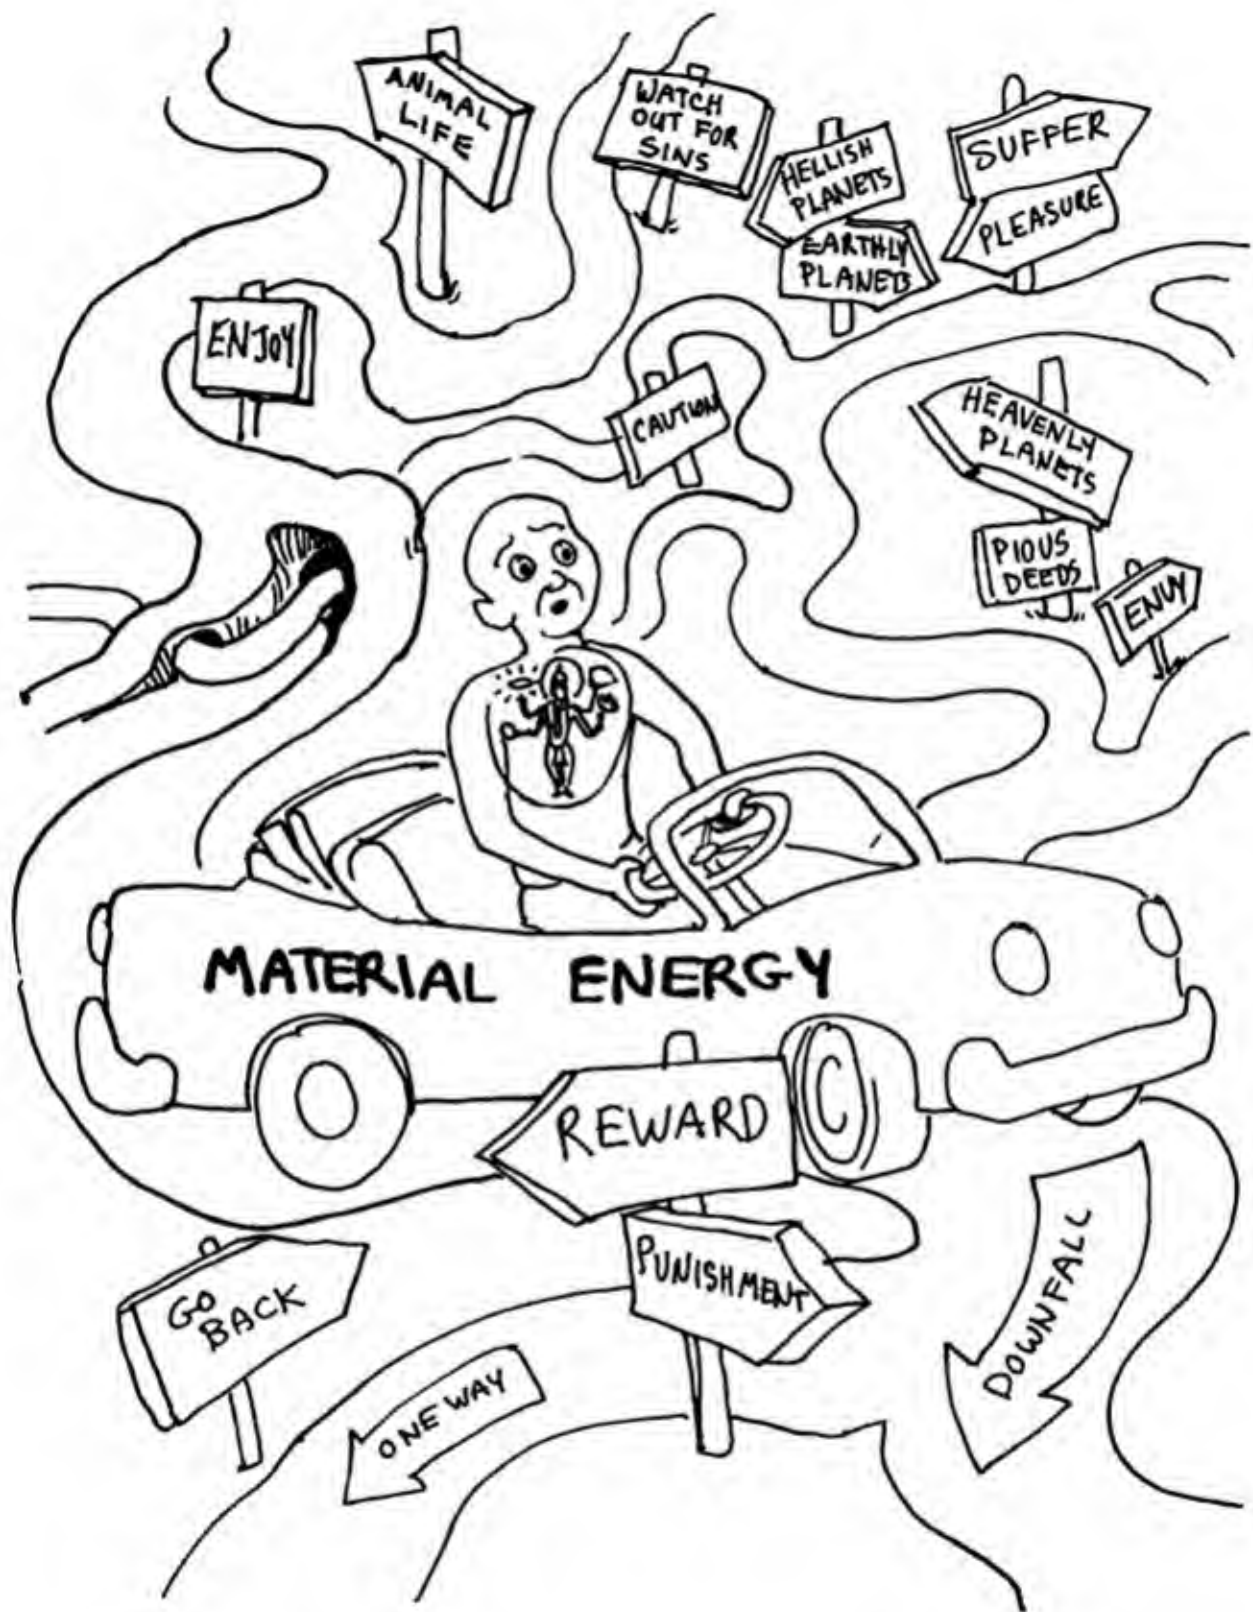 ANIMAL
LIFE
WATCH
OUT FOR
SINS
HELLISH
PLANETS
EARTHLY
PLANETS
SUFFER
PLEASURE
ENJOY
CAUTION
HEAVENLY
PLANETS
PIOUS
DEEDS
ENVY
MATERIAL ENERGY
REWARD
PUNISHMENT
GO
BACK
ONE WAY
DOWNFALL